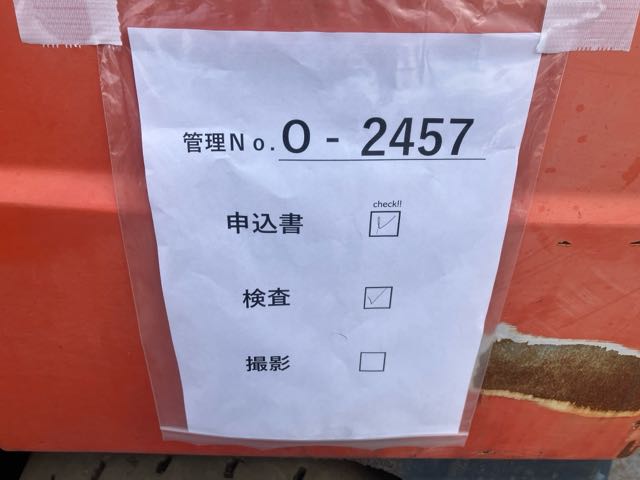 管理No. O - 2457
check!!
申込書 ☑
検査 ☑
撮影 ☐